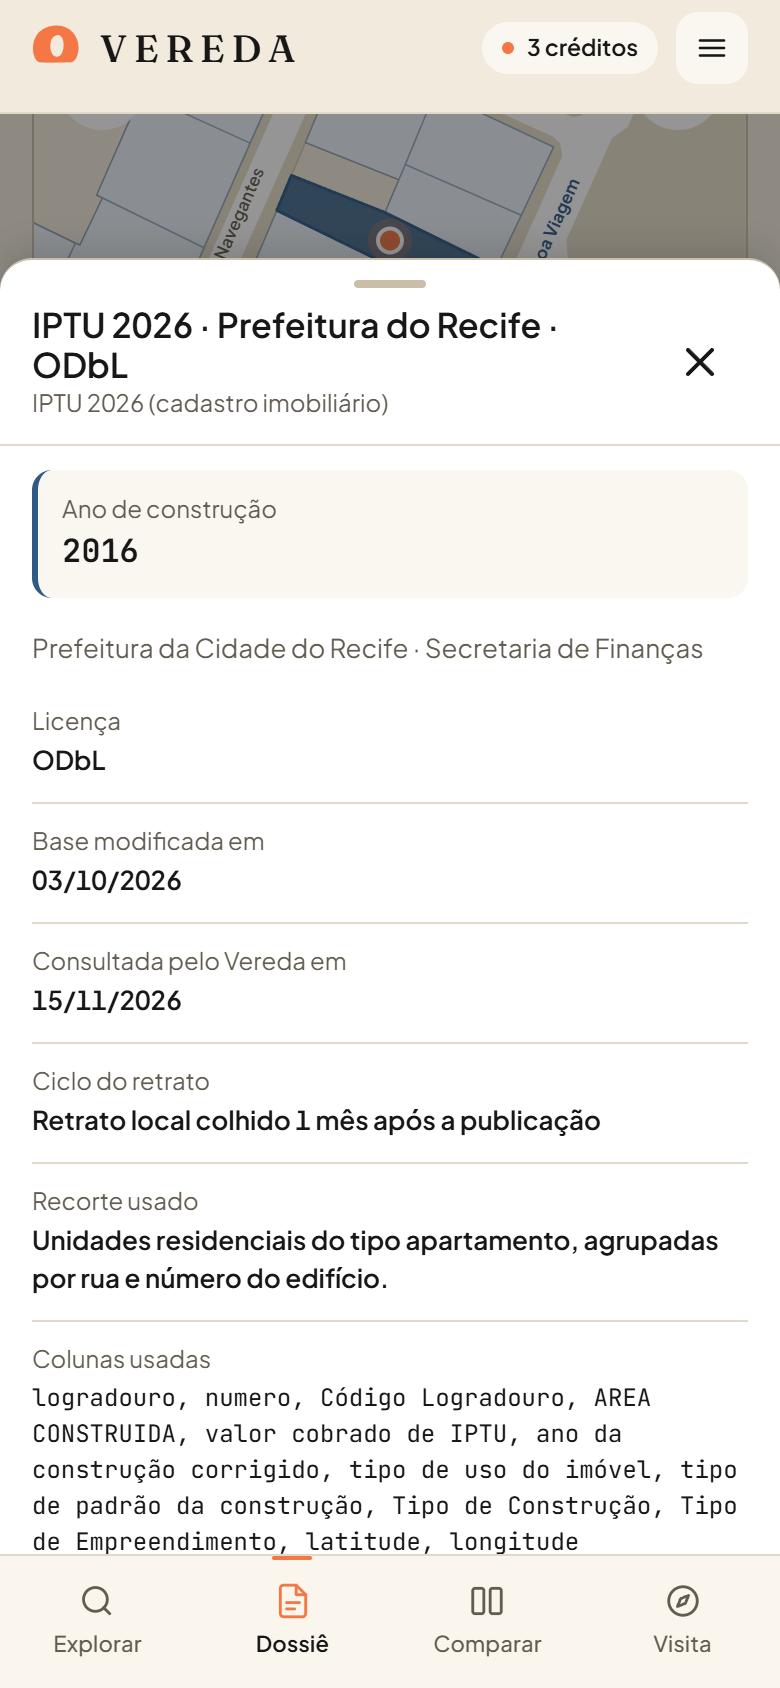 VEREDA
3 créditos
Navegantes
oa Viagem
IPTU 2026 · Prefeitura do Recife ·
ODbL
IPTU 2026 (cadastro imobiliário)
Ano de construção
2016
Prefeitura da Cidade do Recife · Secretaria de Finanças
Licença
ODbL
Base modificada em
03/10/2026
Consultada pelo Vereda em
15/11/2026
Ciclo do retrato
Retrato local colhido 1 mês após a publicação
Recorte usado
Unidades residenciais do tipo apartamento, agrupadas
por rua e número do edifício.
Colunas usadas
logradouro, numero, Código Logradouro, AREA
CONSTRUIDA, valor cobrado de IPTU, ano da
construção corrigido, tipo de uso do imóvel, tipo
de padrão da construção, Tipo de Construção, Tipo
de Empreendimento, latitude, longitude
Explorar
Dossiê
Comparar
Visita